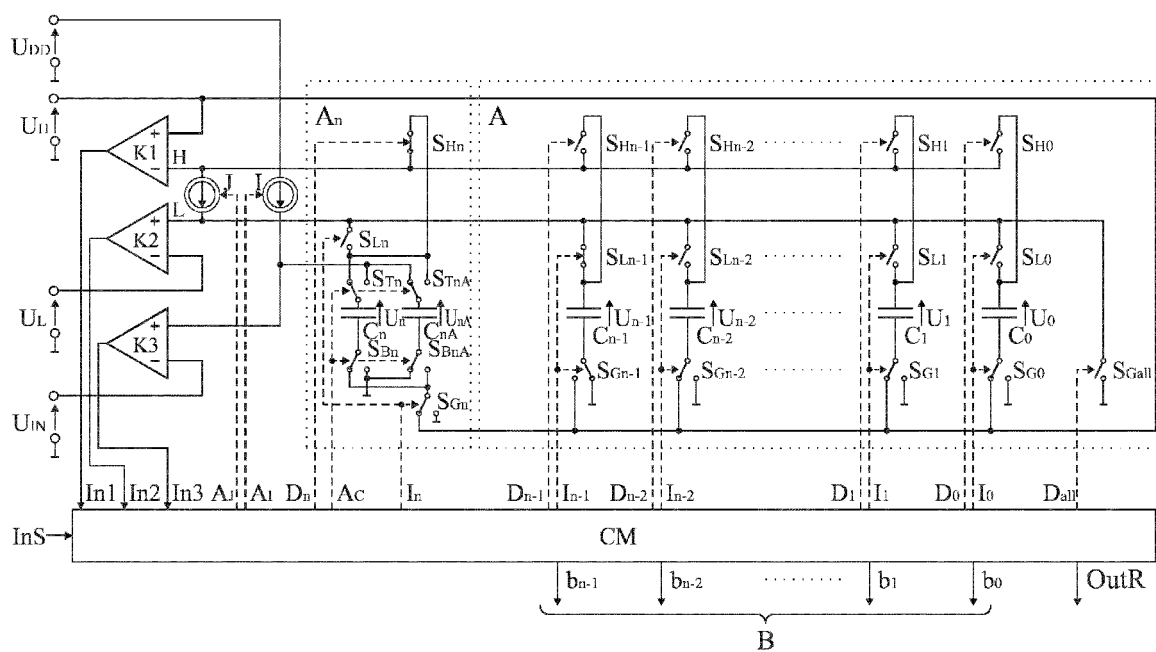 UDD
UH
An
A
K1
H
J
I
SHn
SHn-1
SHn-2
SH1
SH0
L
K2
SLn
SLn-1
SLn-2
SL1
SL0
STn
STnA
UL
K3
Un
UnA
Un-1
Un-2
U1
U0
Cn
CnA
Cn-1
Cn-2
C1
C0
SBn
SBnA
SGn-1
SGn-2
SG1
SG0
SGall
SGn
UIN
In1
In2
In3
AJ
AI
Dn
AC
In
Dn-1
In-1
Dn-2
In-2
D1
I1
D0
I0
Dall
InS
CM
bn-1
bn-2
b1
b0
OutR
B